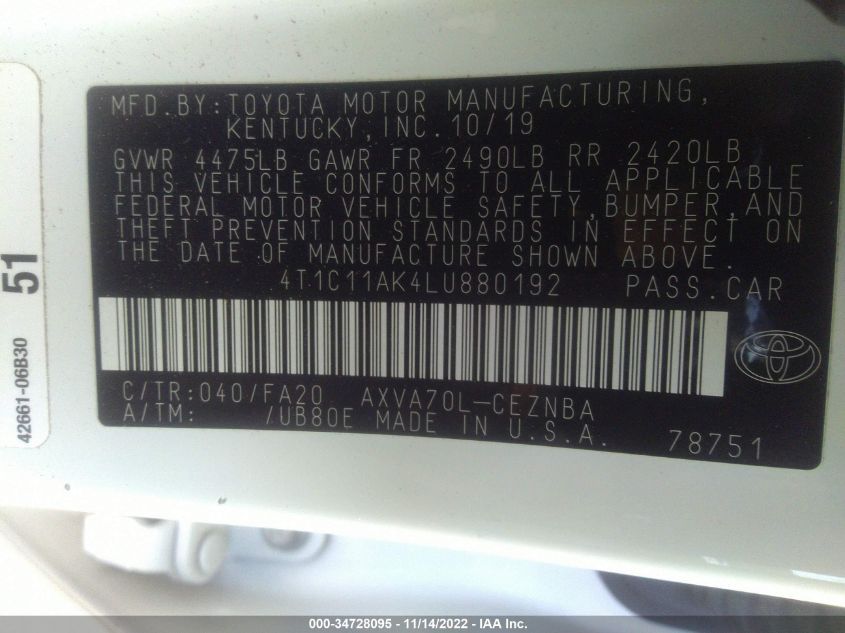 MFD.BY:TOYOTA MOTOR MANUFACTURING,
KENTUCKY,INC.10/19
GVWR 4475LB GAWR FR 2490LB RR 2420LB
THIS VEHICLE CONFORMS TO ALL APPLICABLE
FEDERAL MOTOR VEHICLE SAFETY,BUMPER,AND
THEFT PREVENTION STANDARDS IN EFFECT ON
THE DATE OF MANUFACTURE SHOWN ABOVE.
4T1C11AK4LU880192 PASS.CAR
C/TR:040/FA20 AXVA70L-CEZNBA
A/TM: /UB80E MADE IN U.S.A.
78751
51
42661-06B30
000-34728095 - 11/14/2022 - IAA Inc.